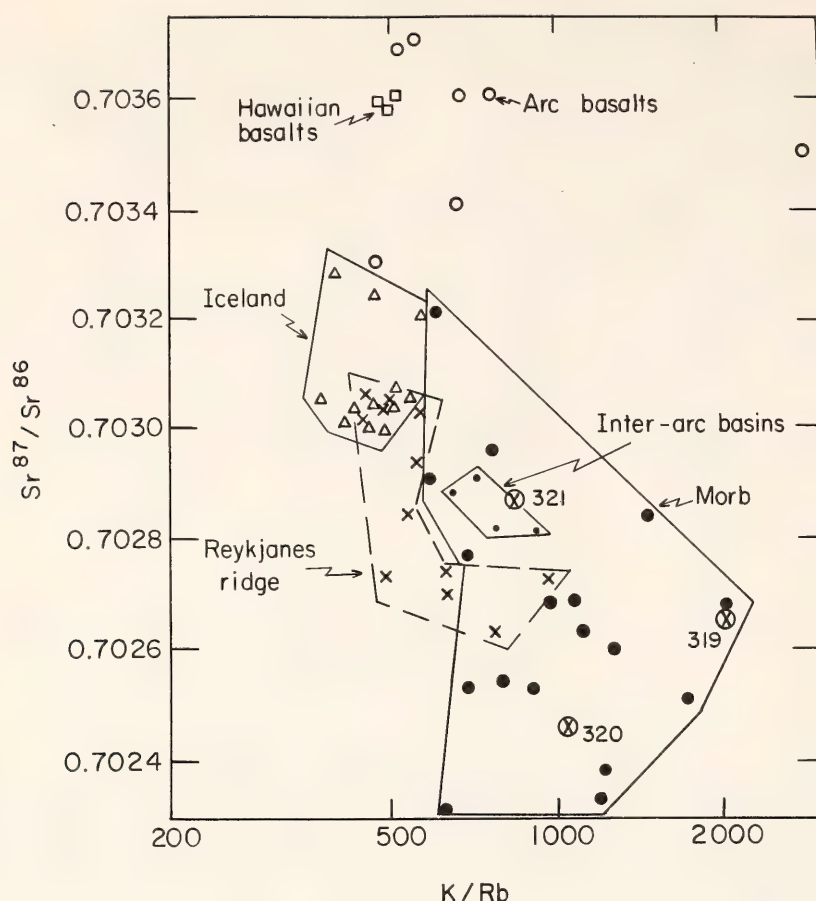 0.7036
Hawaiian
basalts
Arc basalts
0.7034
Iceland
0.7032
Sr 87/Sr 86
0.7030
Inter-arc basins
321
Morb
0.7028
Reykjanes
ridge
319
0.7026
320
0.7024
200
500
1000
2000
K/Rb